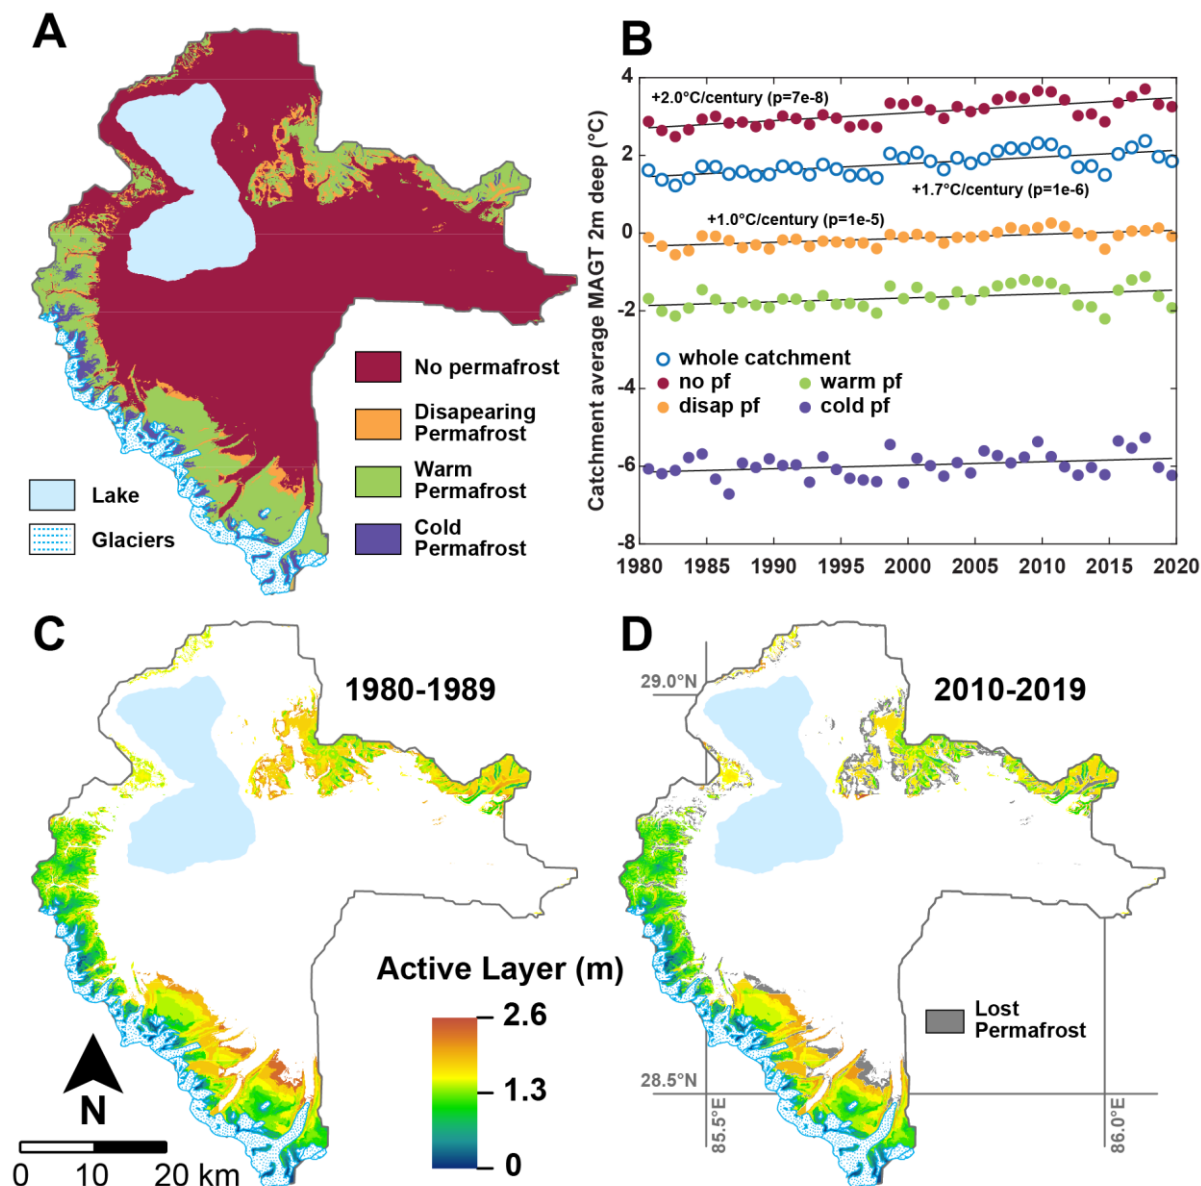 A
No permafrost
Disapearing
Permafrost
Warm
Permafrost
Cold
Permafrost
Lake
Glaciers
B
Catchment average MAGT 2m deep (°C)
4
2
0
-2
-4
-6
-8
1980 1985 1990 1995 2000 2005 2010 2015 2020
+2.0°C/century (p=7e-8)
+1.7°C/century (p=1e-6)
+1.0°C/century (p=1e-5)
whole catchment
no pf
warm pf
disap pf
cold pf
C
1980-1989
Active Layer (m)
2.6
1.3
0
N
0 10 20 km
D
2010-2019
29.0°N
Lost
Permafrost
28.5°N
85.5°E
86.0°E